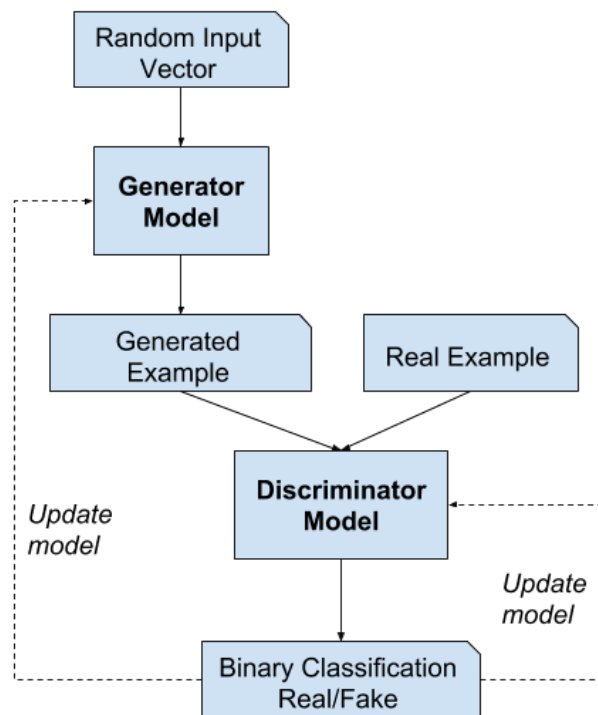 Random Input
Vector
Generator
Model
Generated
Example
Real Example
Discriminator
Model
Update
model
Update
model
Binary Classification
Real/Fake